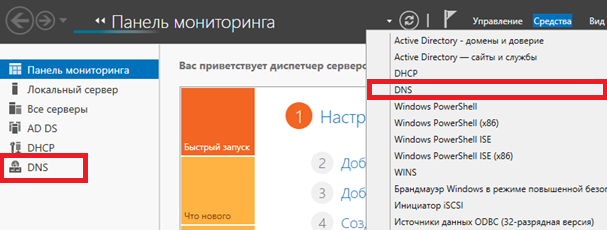 Панель мониторинга
Управление Средства Вид
Панель мониторинга
Локальный сервер
Все серверы
AD DS
DHCP
DNS
Вас приветствует диспетчер серверо
Быстрый запуск
Что нового
1 Настр
2 Доб
3 Доб
4 Созд
Active Directory - домены и доверие
Active Directory — сайты и службы
DHCP
DNS
Windows PowerShell
Windows PowerShell (x86)
Windows PowerShell ISE
Windows PowerShell ISE (x86)
WINS
Брандмауэр Windows в режиме повышенной безоп
Инициатор iSCSI
Источники данных ODBC (32-разрядная версия)